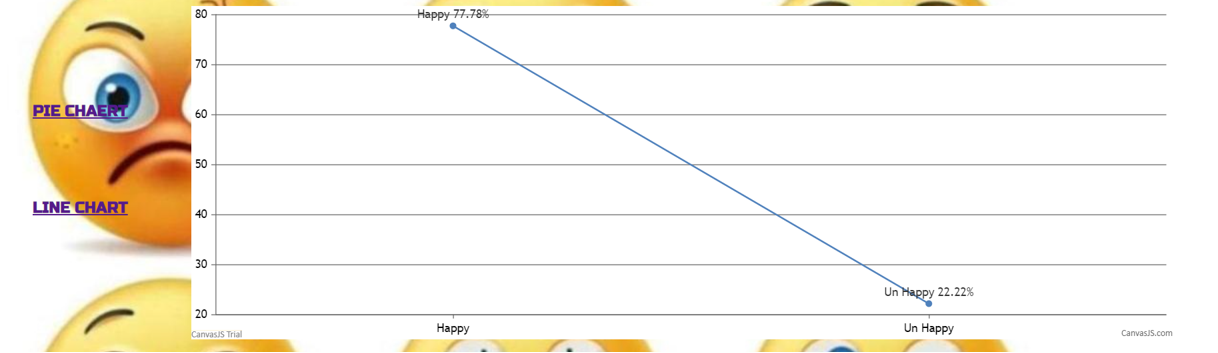 PIE CHAERT
LINE CHART
80
70
60
50
40
30
20
Happy 77.78%
Un Happy 22.22%
Happy
Un Happy
CanvasJS Trial
CanvasJS.com